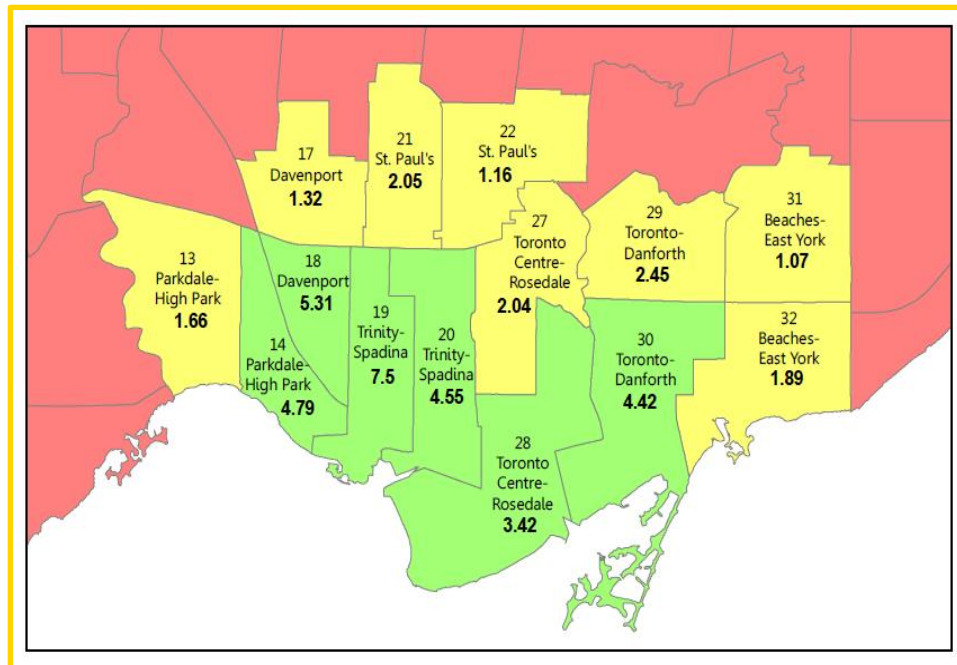 21
St. Paul's
2.05
22
St. Paul's
1.16
17
Davenport
1.32
31
Beaches-
East York
1.07
27
Toronto
Centre-
Rosedale
2.04
29
Toronto-
Danforth
2.45
13
Parkdale-
High Park
1.66
18
Davenport
5.31
19
Trinity-
Spadina
7.5
20
Trinity-
Spadina
4.55
14
Parkdale-
High Park
4.79
30
Toronto-
Danforth
4.42
32
Beaches-
East York
1.89
28
Toronto
Centre-
Rosedale
3.42